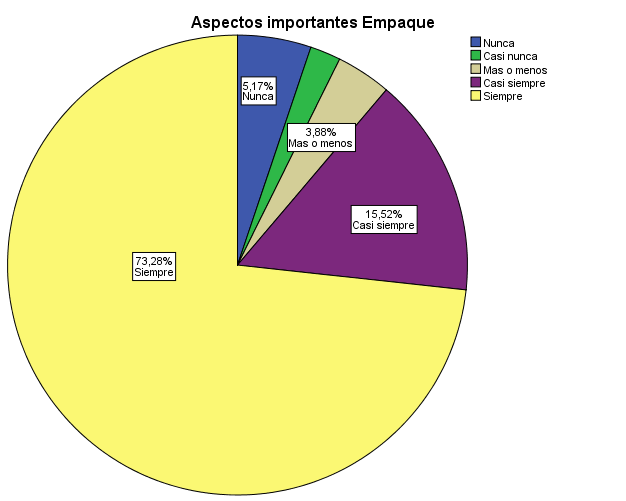 Aspectos importantes Empaque
Nunca
Casi nunca
Mas o menos
Casi siempre
Siempre
5,17%
Nunca
3,88%
Mas o menos
15,52%
Casi siempre
73,28%
Siempre